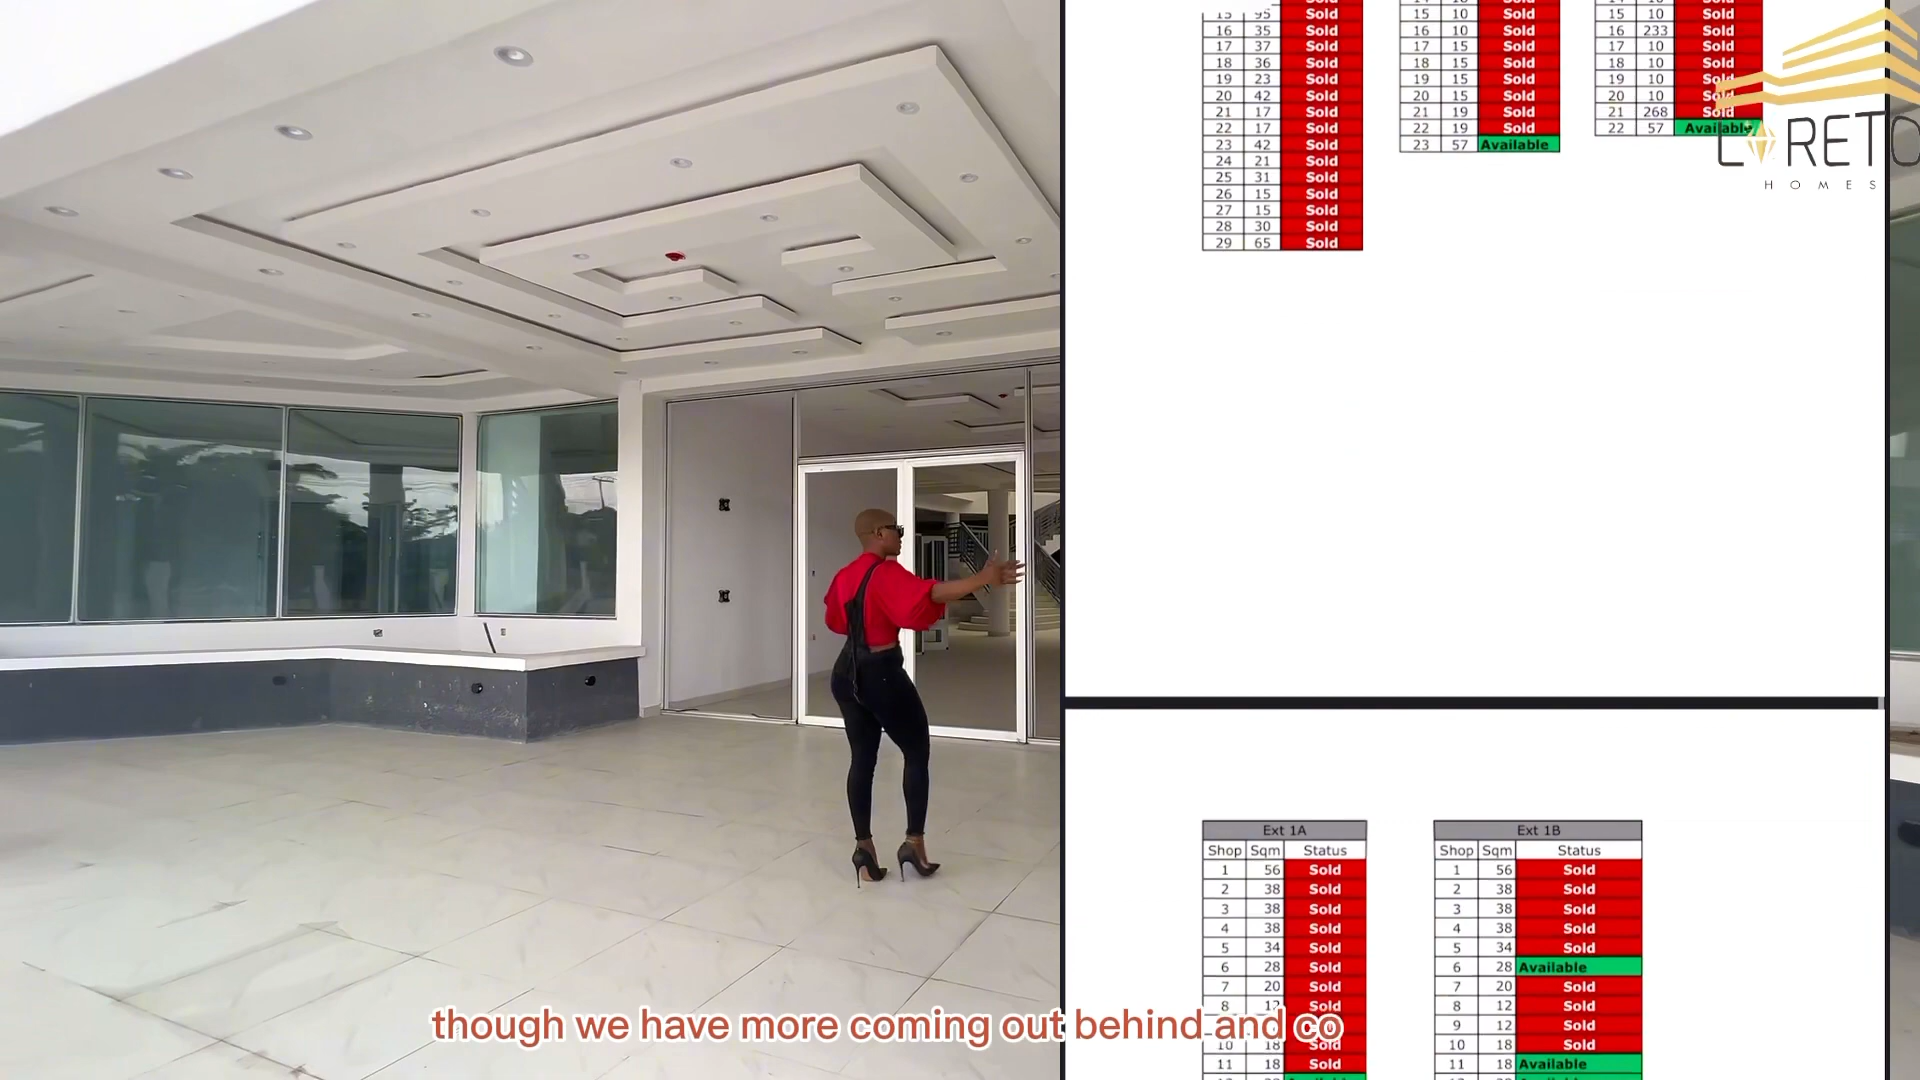 15 95 Sold
16 35 Sold
17 37 Sold
18 36 Sold
19 23 Sold
20 42 Sold
21 17 Sold
22 17 Sold
23 42 Sold
24 21 Sold
25 31 Sold
26 15 Sold
27 15 Sold
28 30 Sold
29 65 Sold
15 10 Sold
16 10 Sold
17 15 Sold
18 15 Sold
19 15 Sold
20 15 Sold
21 19 Sold
22 19 Sold
23 57 Available
15 10 Sold
16 233 Sold
17 10 Sold
18 10 Sold
19 10 Sold
20 10 Sold
21 268 Sold
22 57 Available
LORETO
HOMES
Ext 1A
Shop Sqm Status
1 56 Sold
2 38 Sold
3 38 Sold
4 38 Sold
5 34 Sold
6 28 Sold
7 20 Sold
8 12 Sold
10 18 Sold
11 18 Sold
Ext 1B
Shop Sqm Status
1 56 Sold
2 38 Sold
3 38 Sold
4 38 Sold
5 34 Sold
6 28 Available
7 20 Sold
8 12 Sold
9 12 Sold
10 18 Sold
11 18 Available
though we have more coming out behind and co